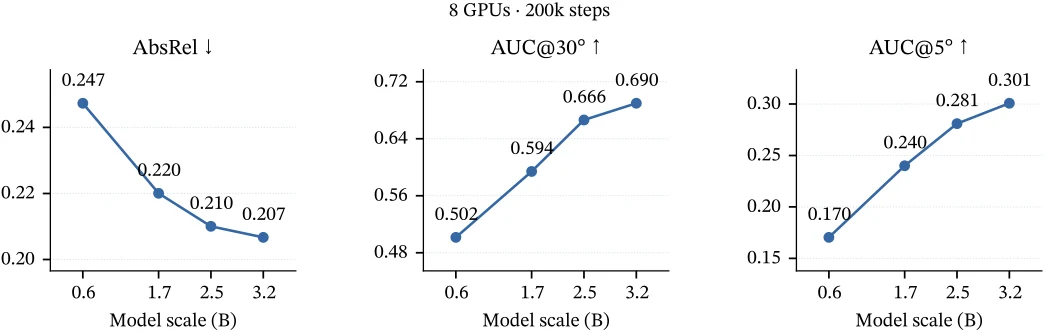 8 GPUs · 200k steps
AbsRel ↓
0.247
0.220
0.210
0.207
0.24
0.22
0.20
0.6 1.7 2.5 3.2
Model scale (B)
AUC@30° ↑
0.72
0.64
0.56
0.48
0.502
0.594
0.666
0.690
0.6 1.7 2.5 3.2
Model scale (B)
AUC@5° ↑
0.30
0.25
0.20
0.15
0.170
0.240
0.281
0.301
0.6 1.7 2.5 3.2
Model scale (B)